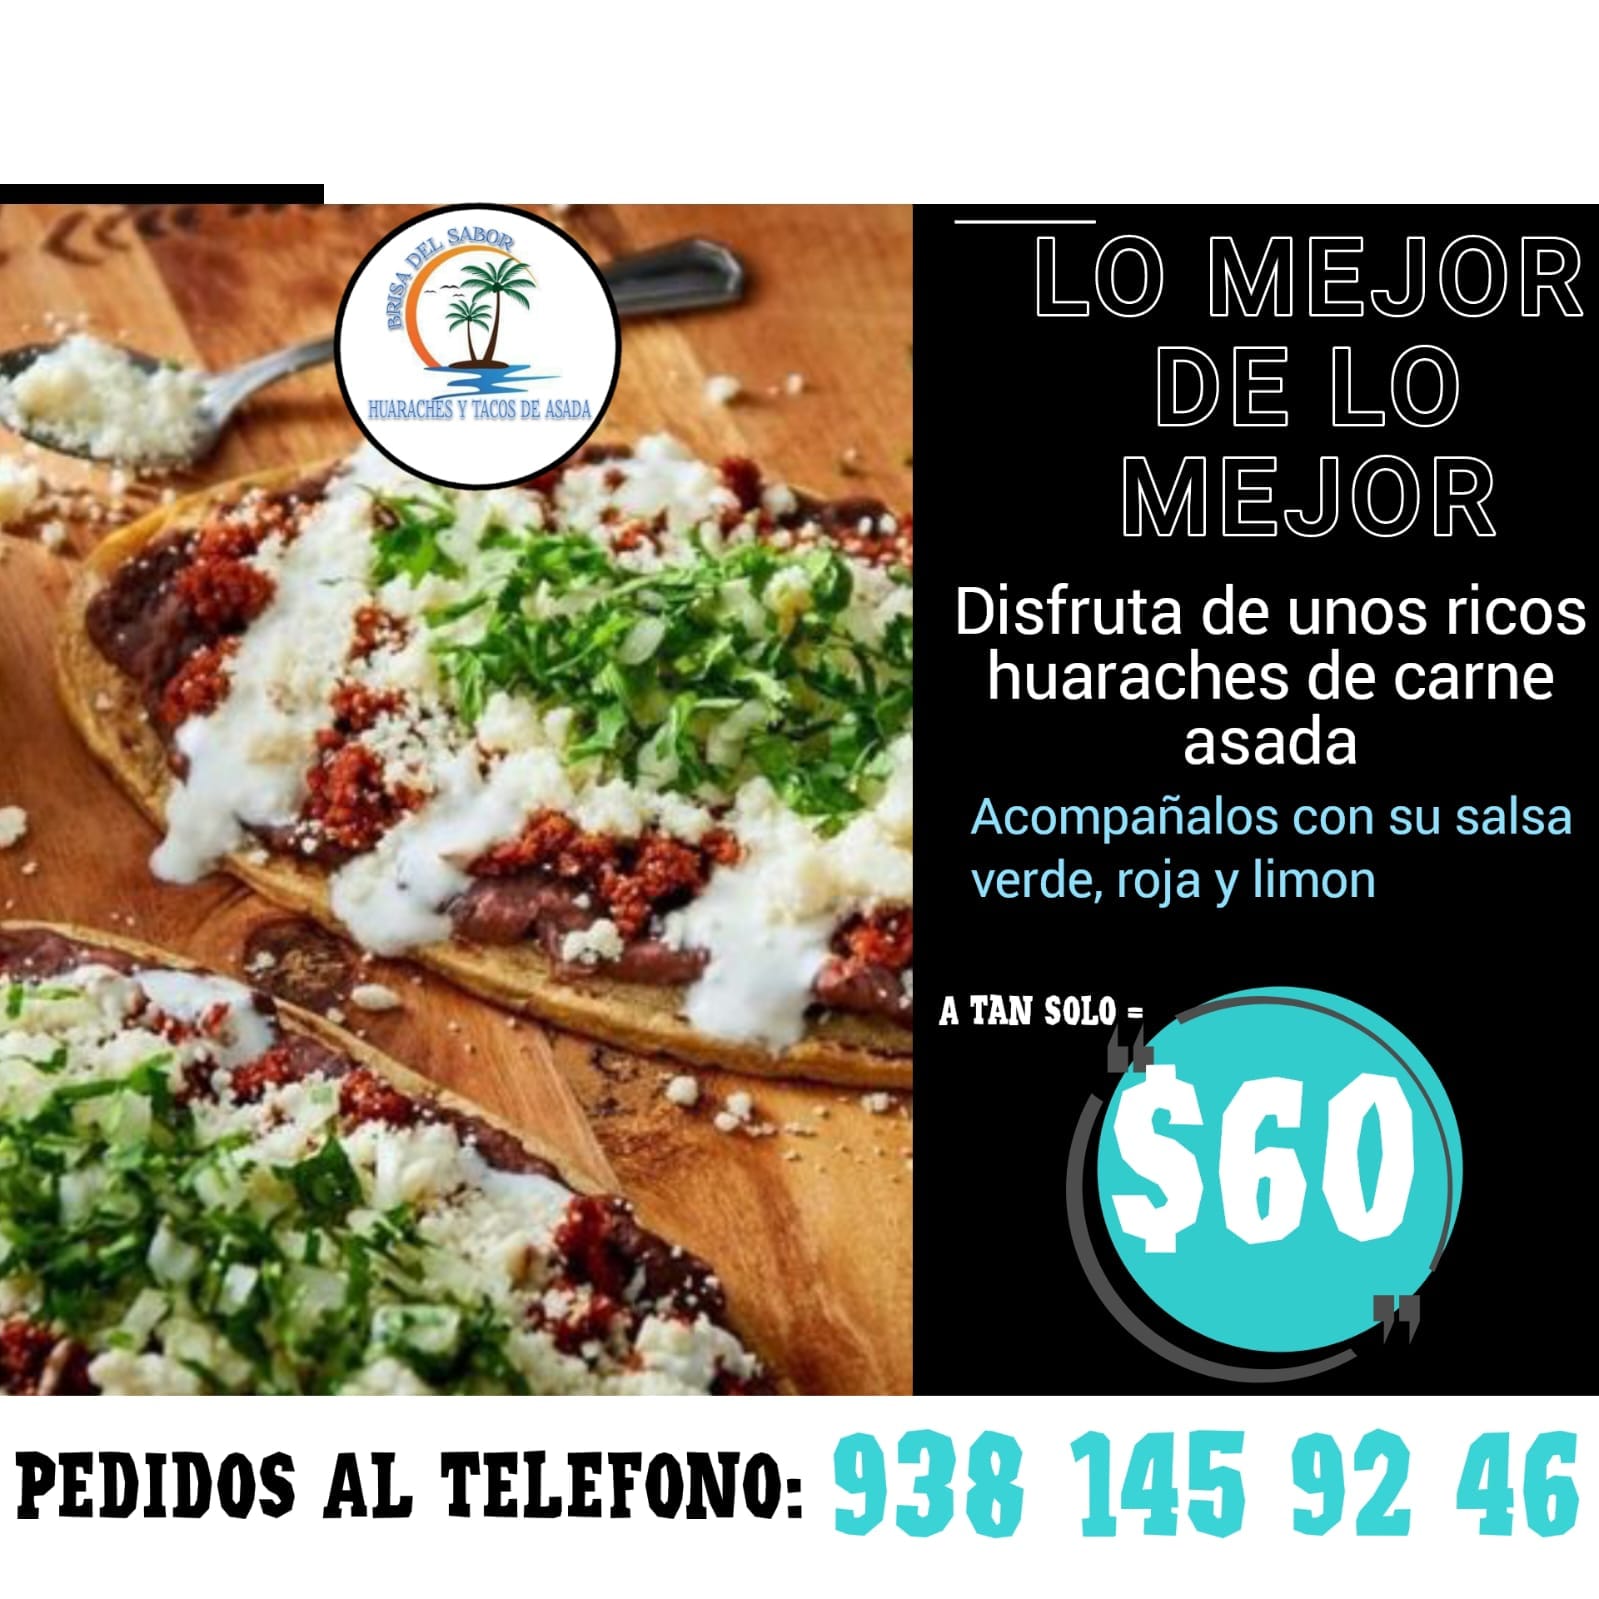 BRISA DEL SABOR
HUARACHES Y TACOS DE ASADA
LO MEJOR
DE LO
MEJOR
Disfruta de unos ricos
huaraches de carne
asada
Acompañalos con su salsa
verde, roja y limon
A TAN SOLO =
“
$60
”
PEDIDOS AL TELEFONO: 938 145 92 46